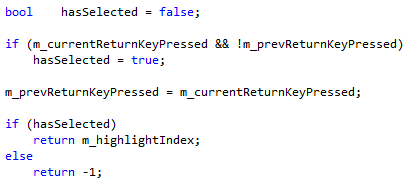 bool    hasSelected = false;
if (m_currentReturnKeyPressed && !m_prevReturnKeyPressed)
    hasSelected = true;
m_prevReturnKeyPressed = m_currentReturnKeyPressed;
if (hasSelected)
    return m_highlightIndex;
else
    return -1;